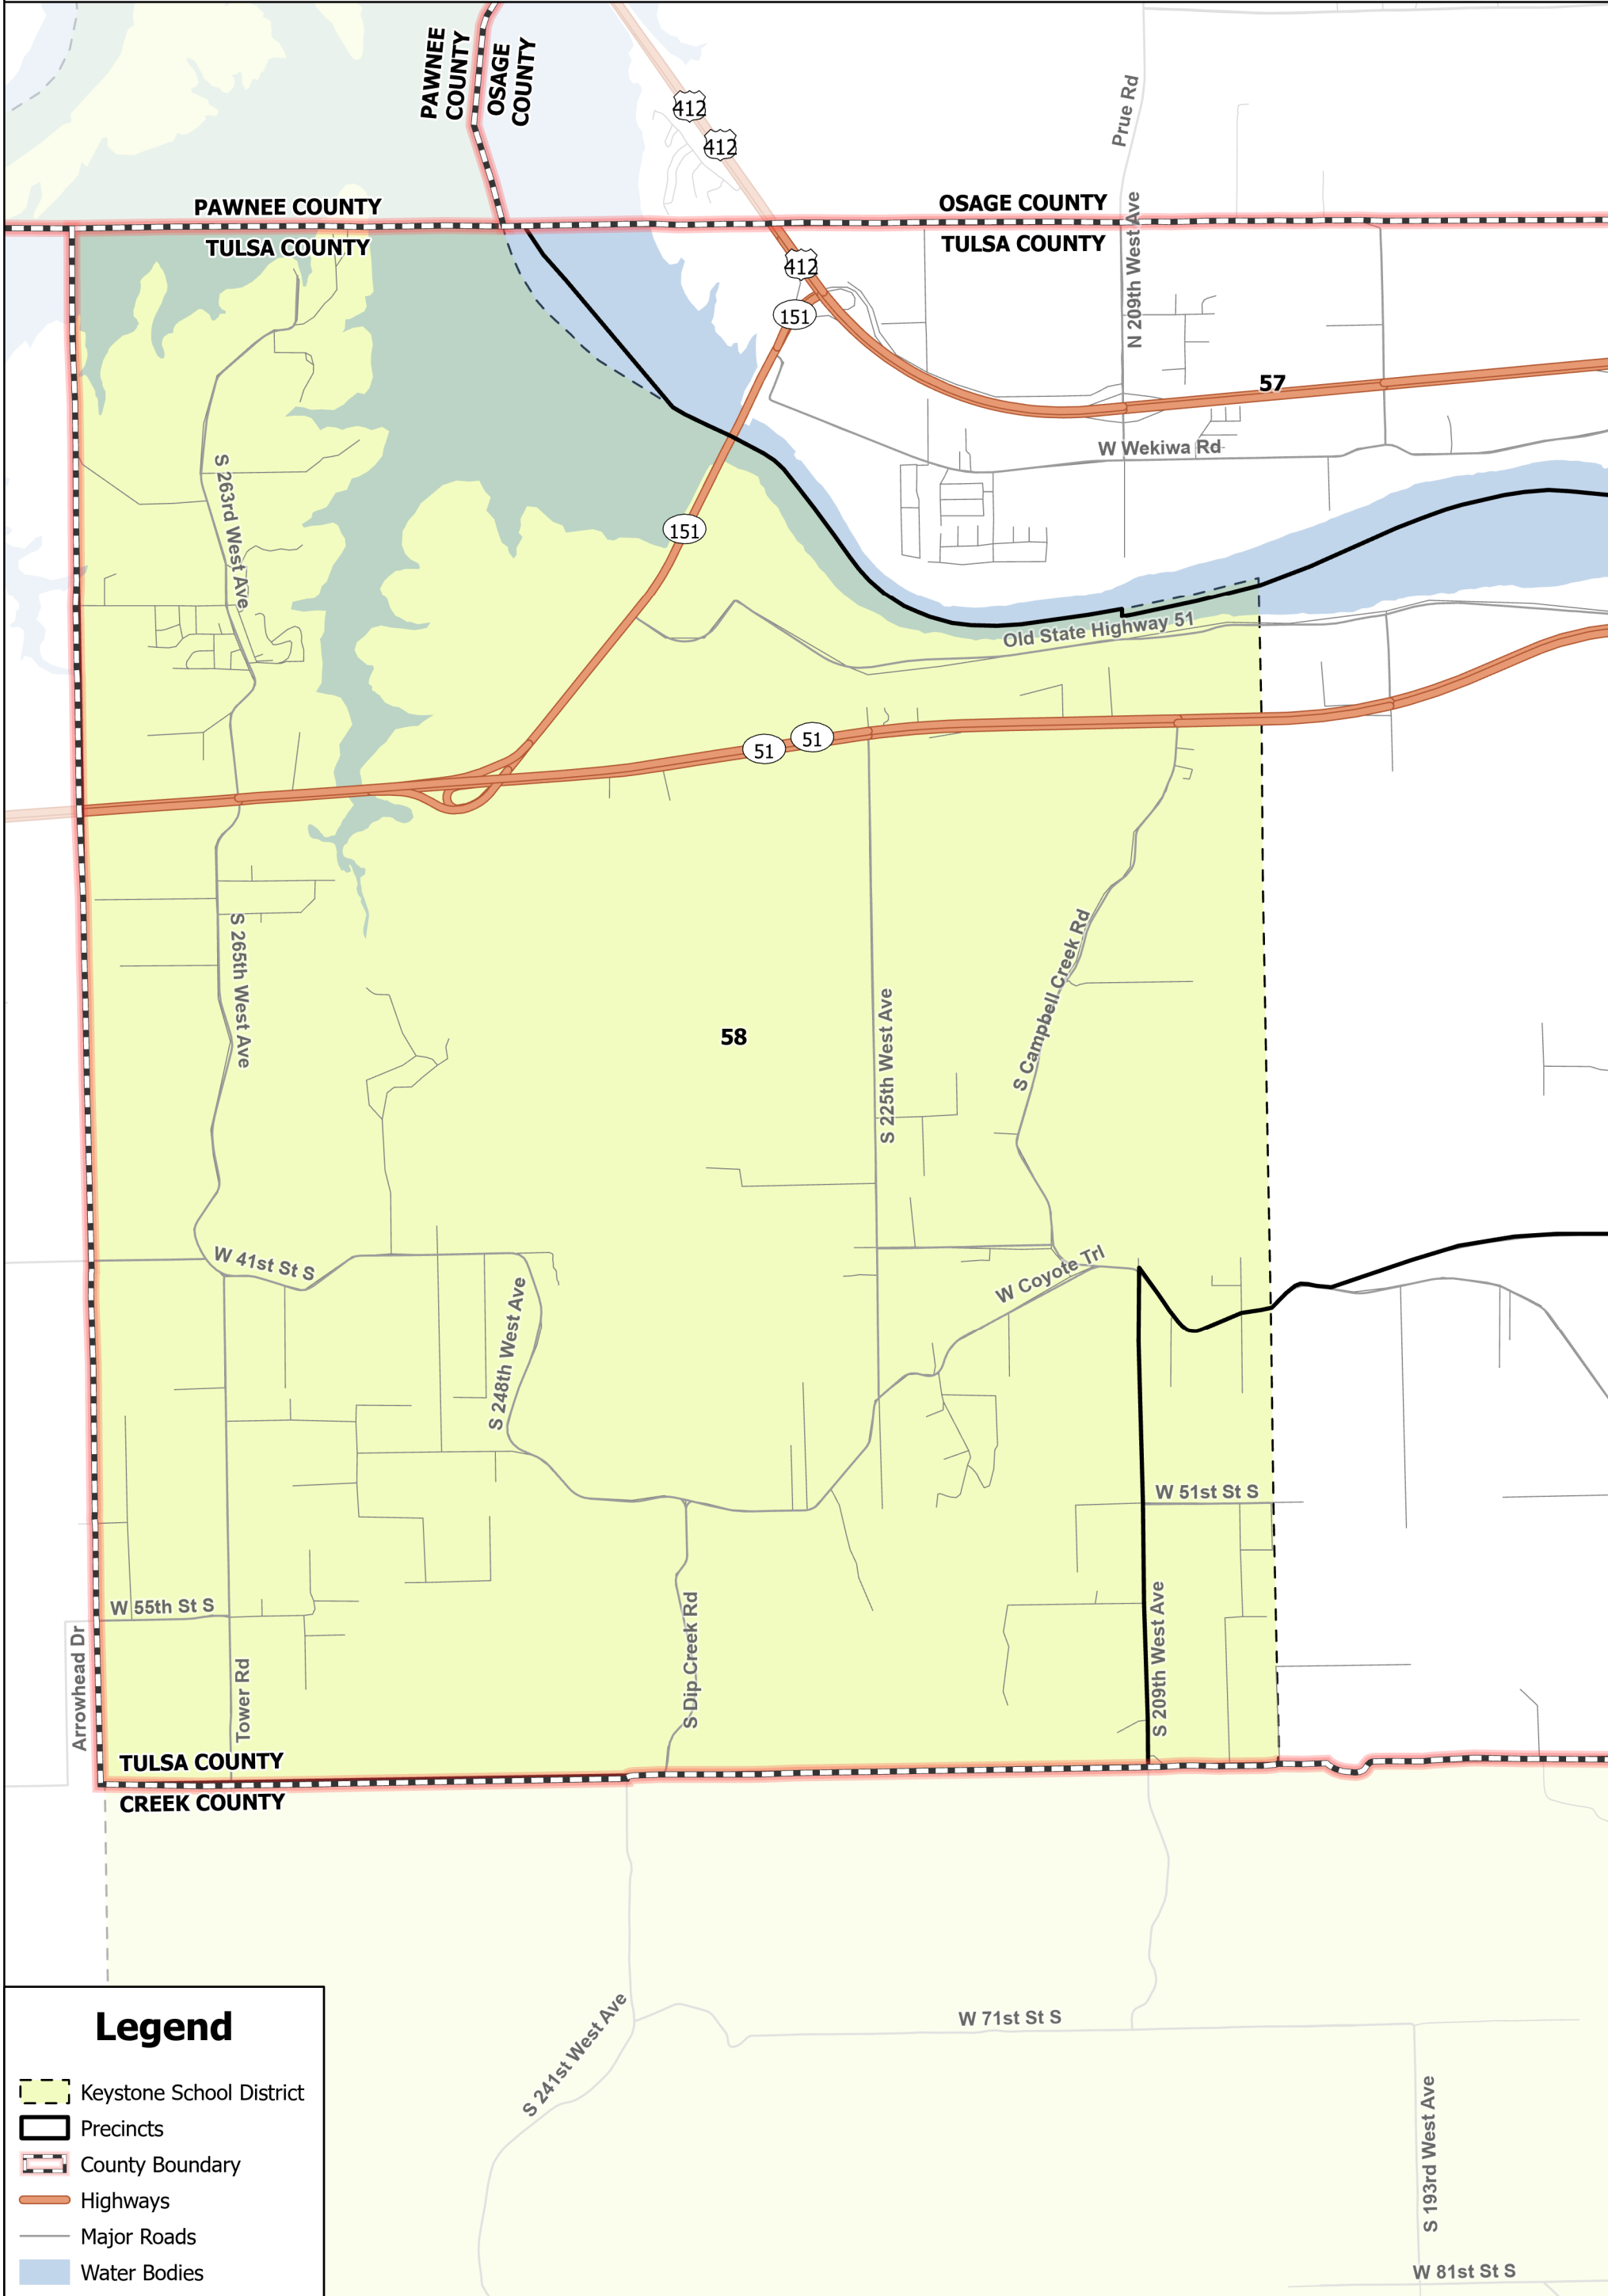 PAWNEE
COUNTY
OSAGE
COUNTY
412
412
Prue Rd
PAWNEE COUNTY
TULSA COUNTY
OSAGE COUNTY
TULSA COUNTY
N 209th West Ave
412
151
57
W Wekiwa Rd
S 263rd West Ave
151
Old State Highway 51
51
51
S 265th West Ave
S 225th West Ave
S Campbell Creek Rd
58
W 41st St S
W Coyote Trl
S 248th West Ave
W 51st St S
W 55th St S
Arrowhead Dr
Tower Rd
S Dip Creek Rd
S 209th West Ave
TULSA COUNTY
CREEK COUNTY
S 241st West Ave
W 71st St S
S 193rd West Ave
W 81st St S
Legend
Keystone School District
Precincts
County Boundary
Highways
Major Roads
Water Bodies